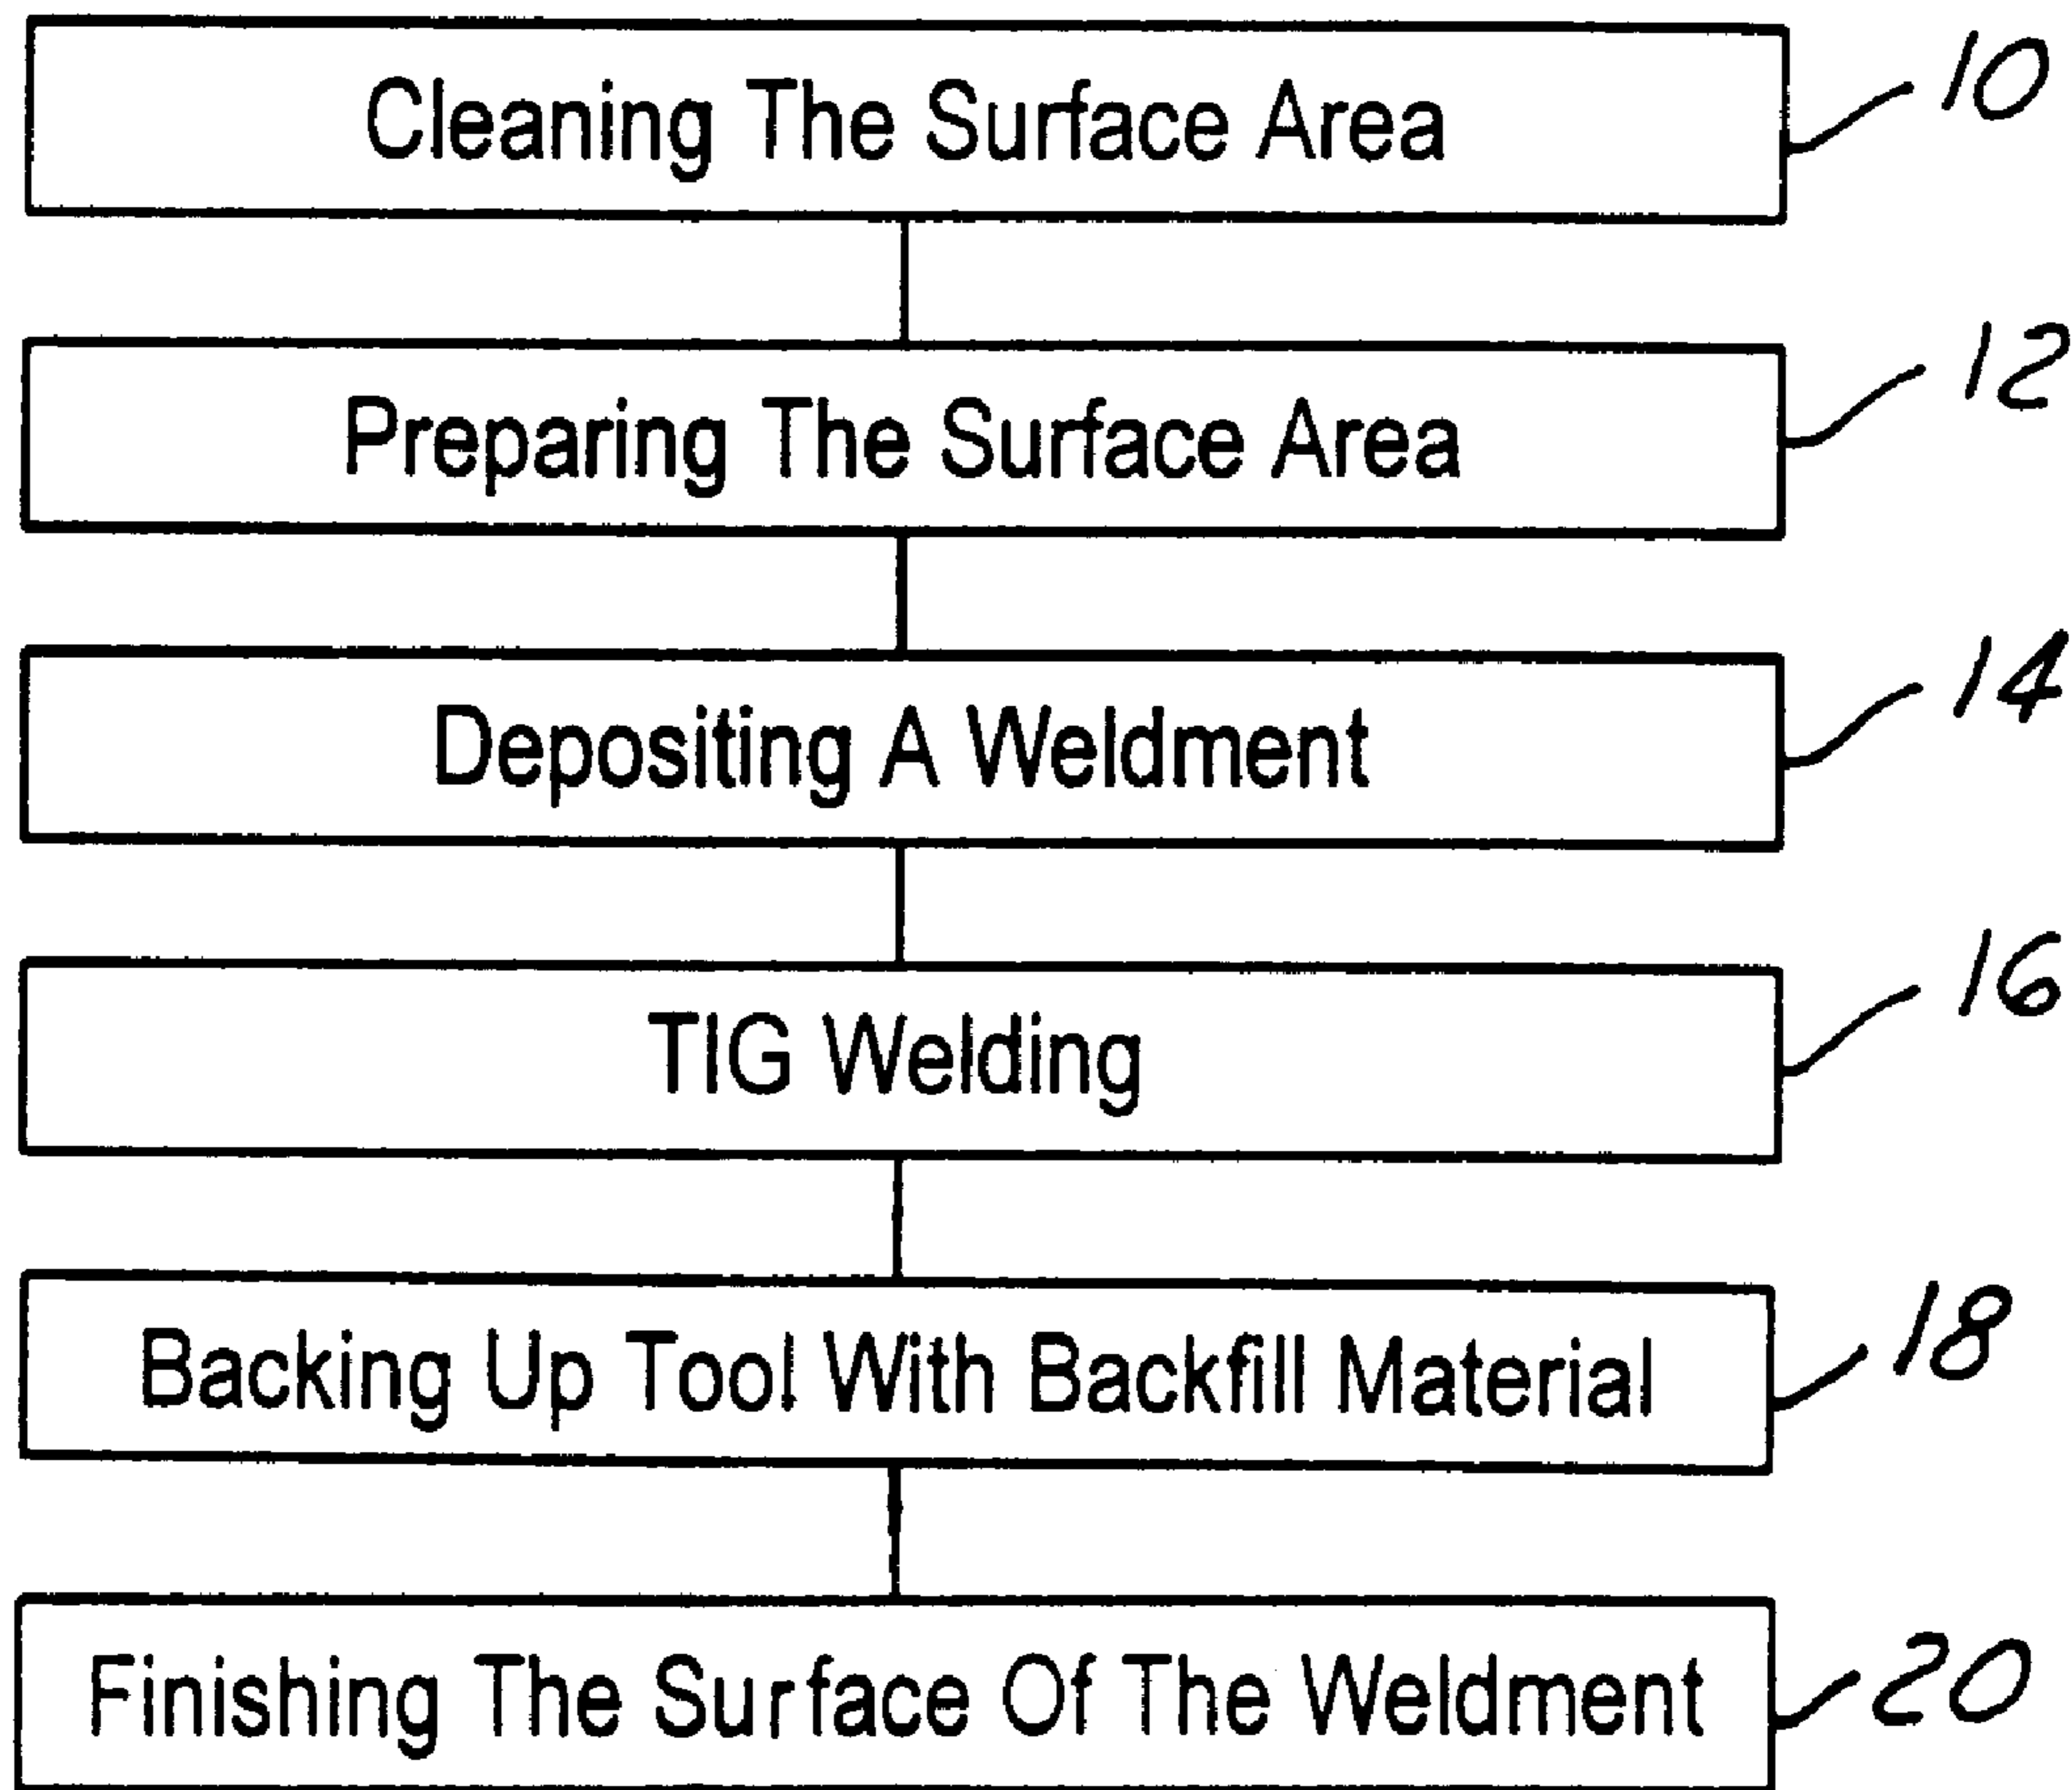 Cleaning The Surface Area 10
Preparing The Surface Area 12
Depositing A Weldment 14
TIG Welding 16
Backing Up Tool With Backfill Material 18
Finishing The Surface Of The Weldment 20